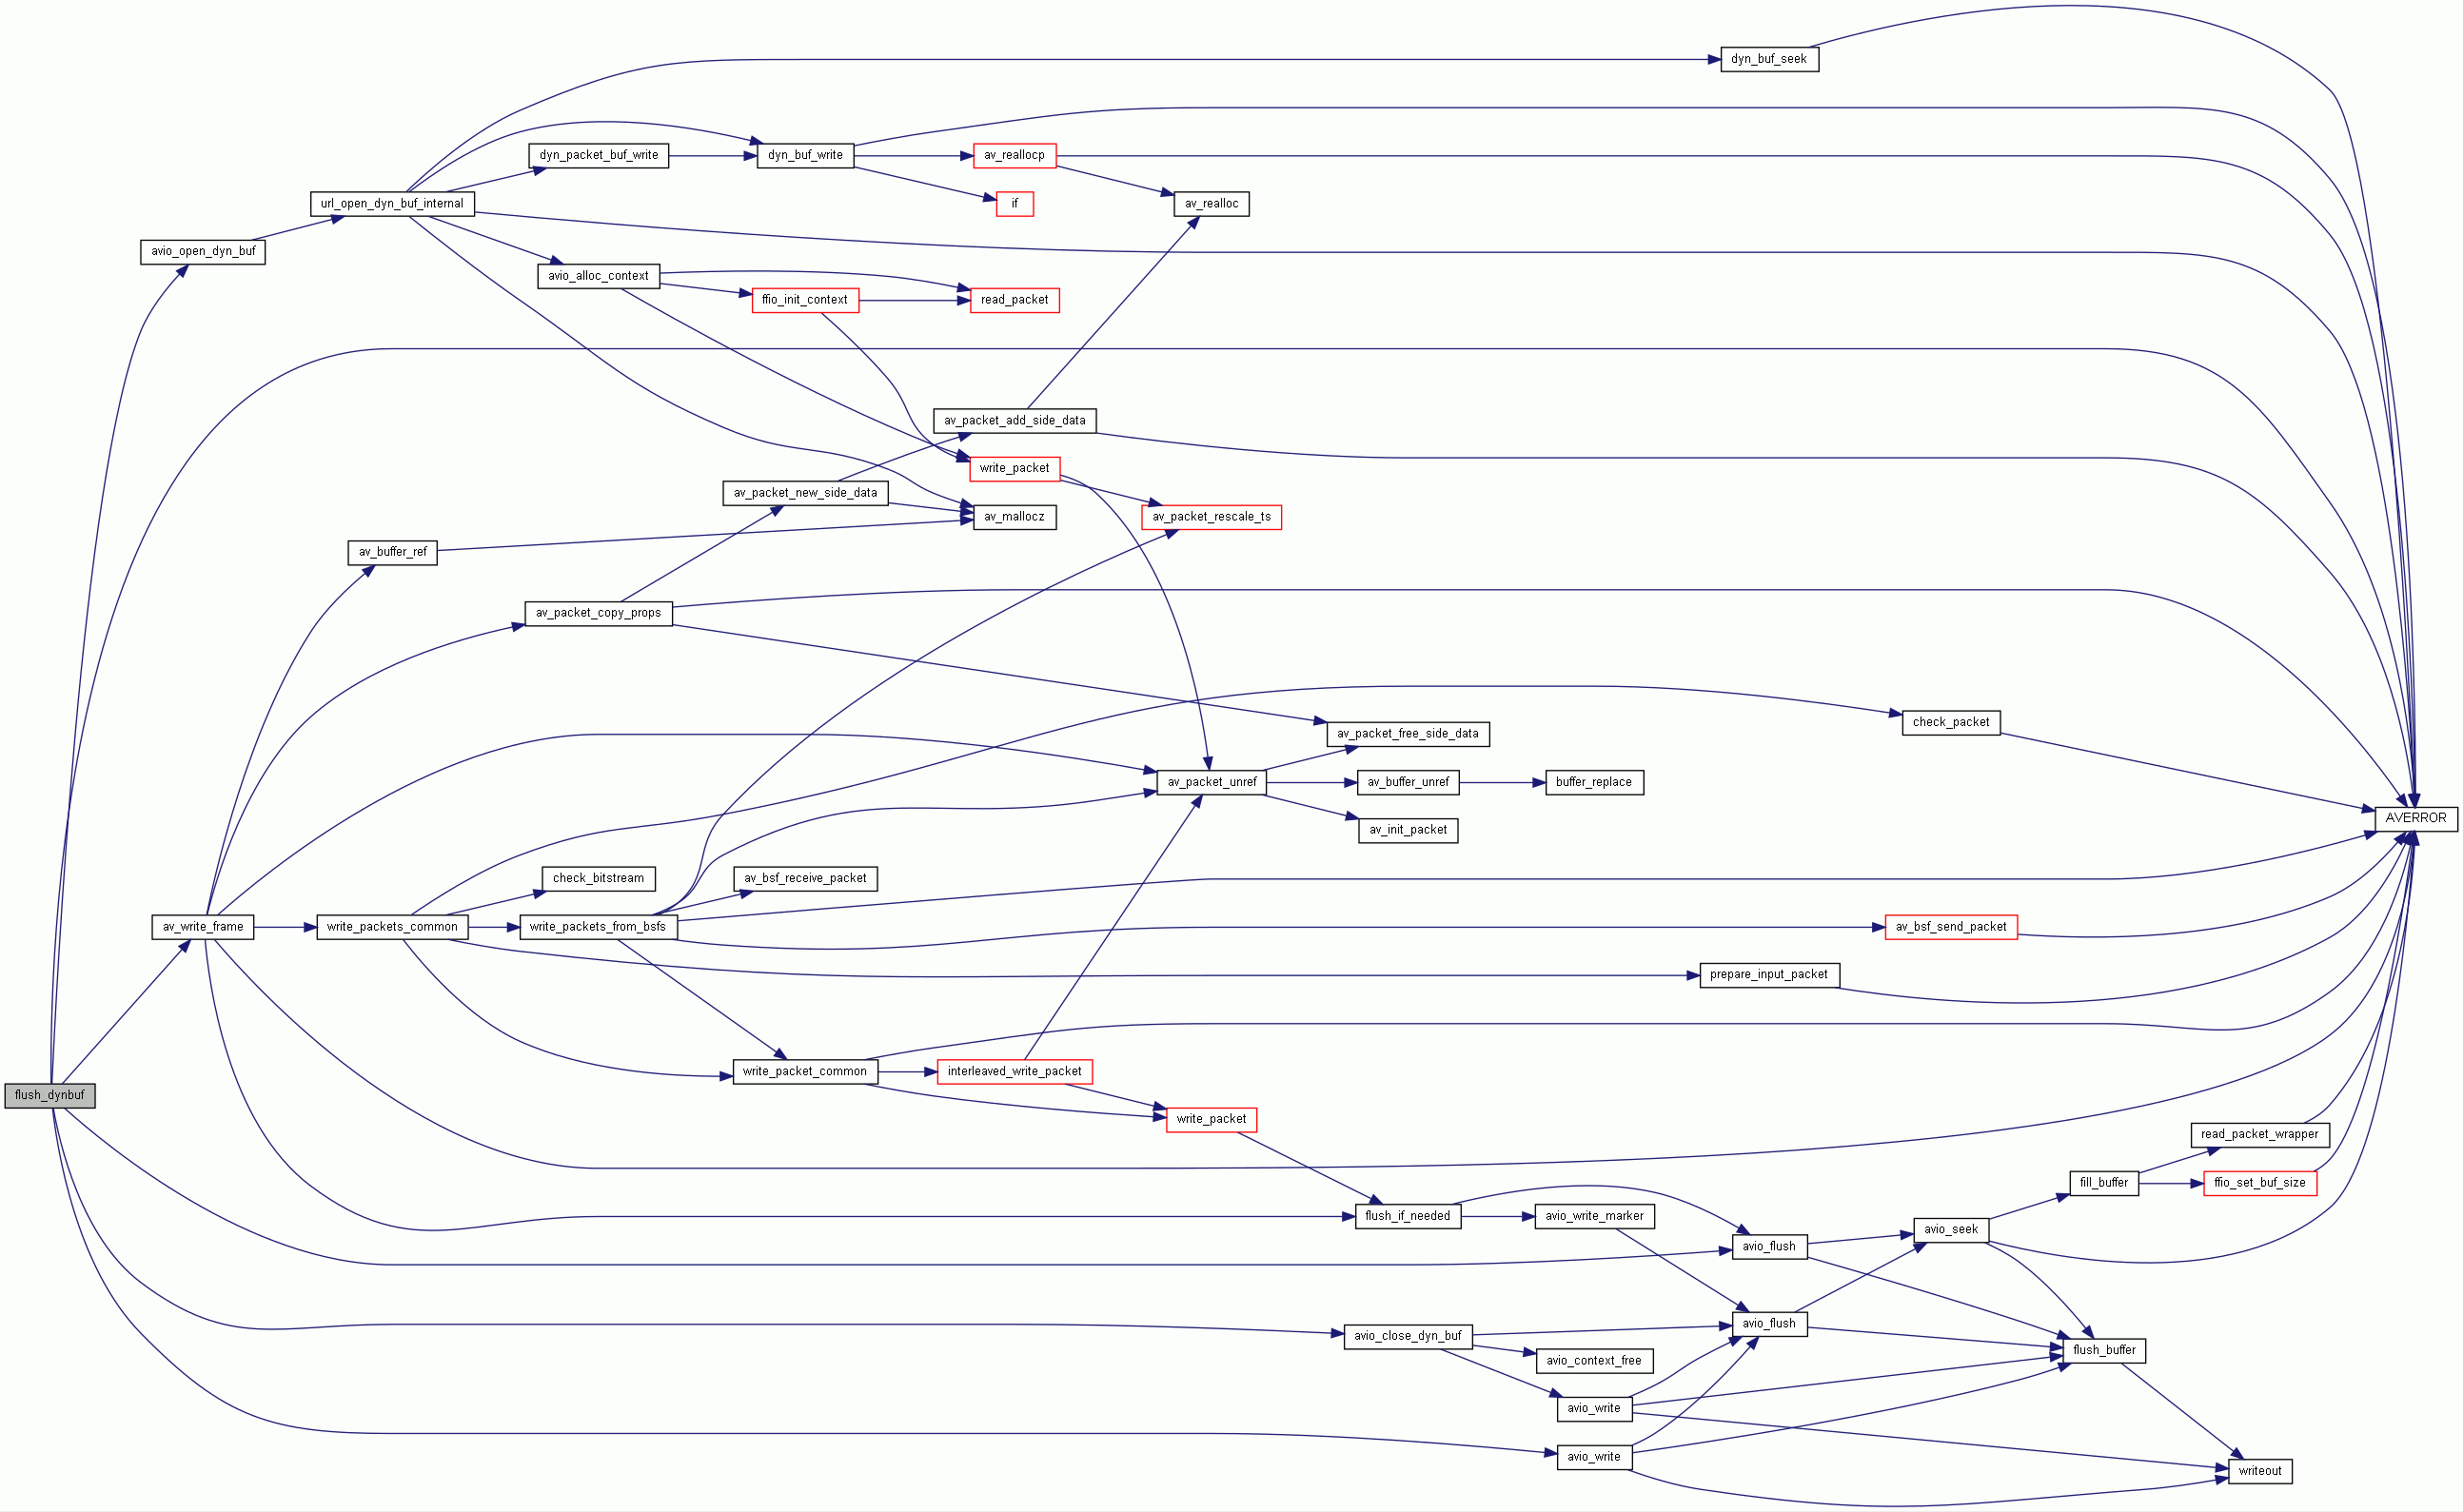 dyn_buf_seek
dyn_packet_buf_write
dyn_buf_write
av_reallocp
url_open_dyn_buf_internal
if
av_realloc
avio_open_dyn_buf
avio_alloc_context
ffio_init_context
read_packet
av_packet_add_side_data
write_packet
av_packet_new_side_data
av_mallocz
av_packet_rescale_ts
av_buffer_ref
av_packet_copy_props
check_packet
av_packet_free_side_data
av_packet_unref
av_buffer_unref
buffer_replace
AVERROR
av_init_packet
check_bitstream
av_bsf_receive_packet
av_write_frame
write_packets_common
write_packets_from_bsfs
av_bsf_send_packet
prepare_input_packet
write_packet_common
interleaved_write_packet
flush_dynbuf
write_packet
read_packet_wrapper
fill_buffer
ffio_set_buf_size
flush_if_needed
avio_write_marker
avio_seek
avio_flush
avio_flush
avio_close_dyn_buf
flush_buffer
avio_context_free
avio_write
avio_write
writeout